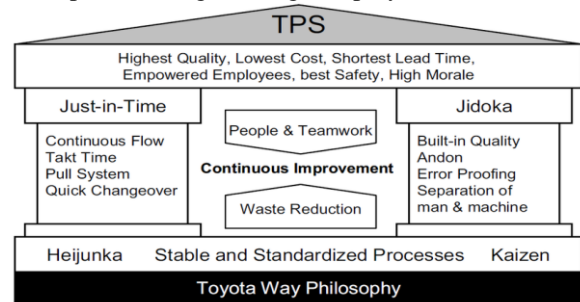 TPS
Highest Quality, Lowest Cost, Shortest Lead Time,
Empowered Employees, best Safety, High Morale
Just-in-Time
Continuous Flow
Takt Time
Pull System
Quick Changeover
People & Teamwork
Continuous Improvement
Waste Reduction
Jidoka
Built-in Quality
Andon
Error Proofing
Separation of
man & machine
Heijunka Stable and Standardized Processes Kaizen
Toyota Way Philosophy